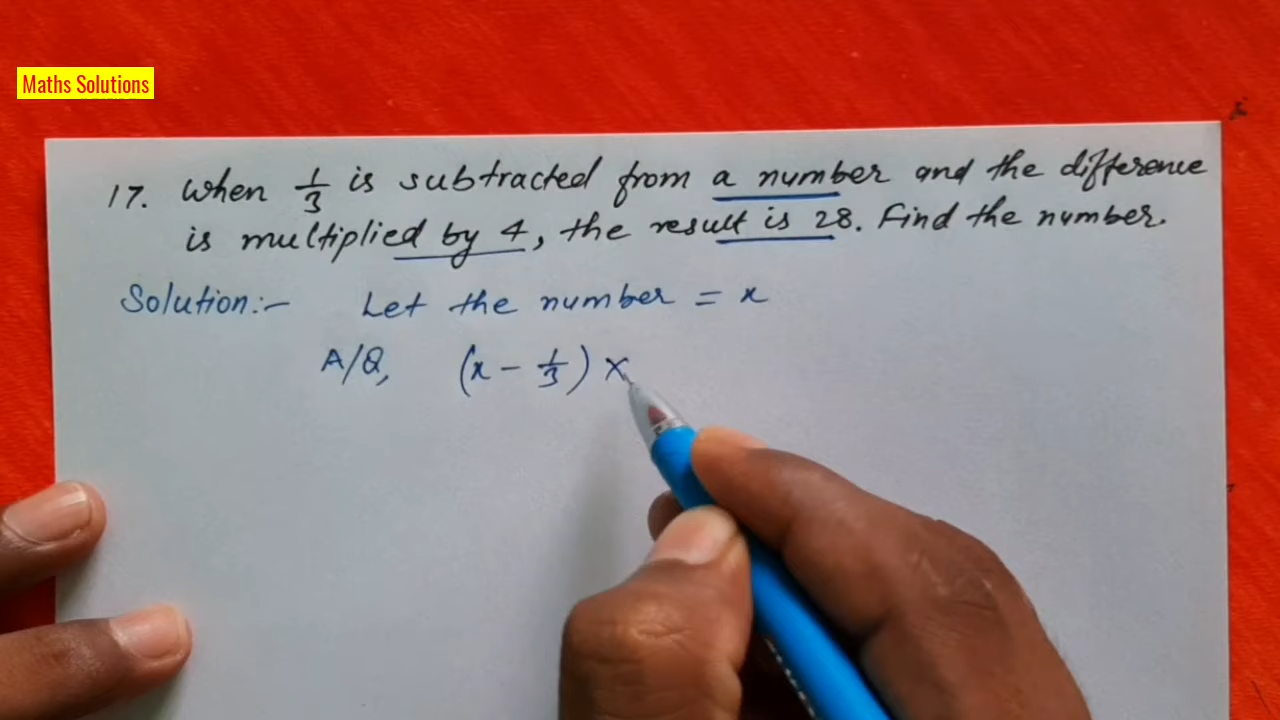 Maths Solutions
17. When 1/3 is subtracted from a number and the difference
is multiplied by 4, the result is 28. Find the number.
Solution:- Let the number = x
A/Q, (x - 1/3) ×